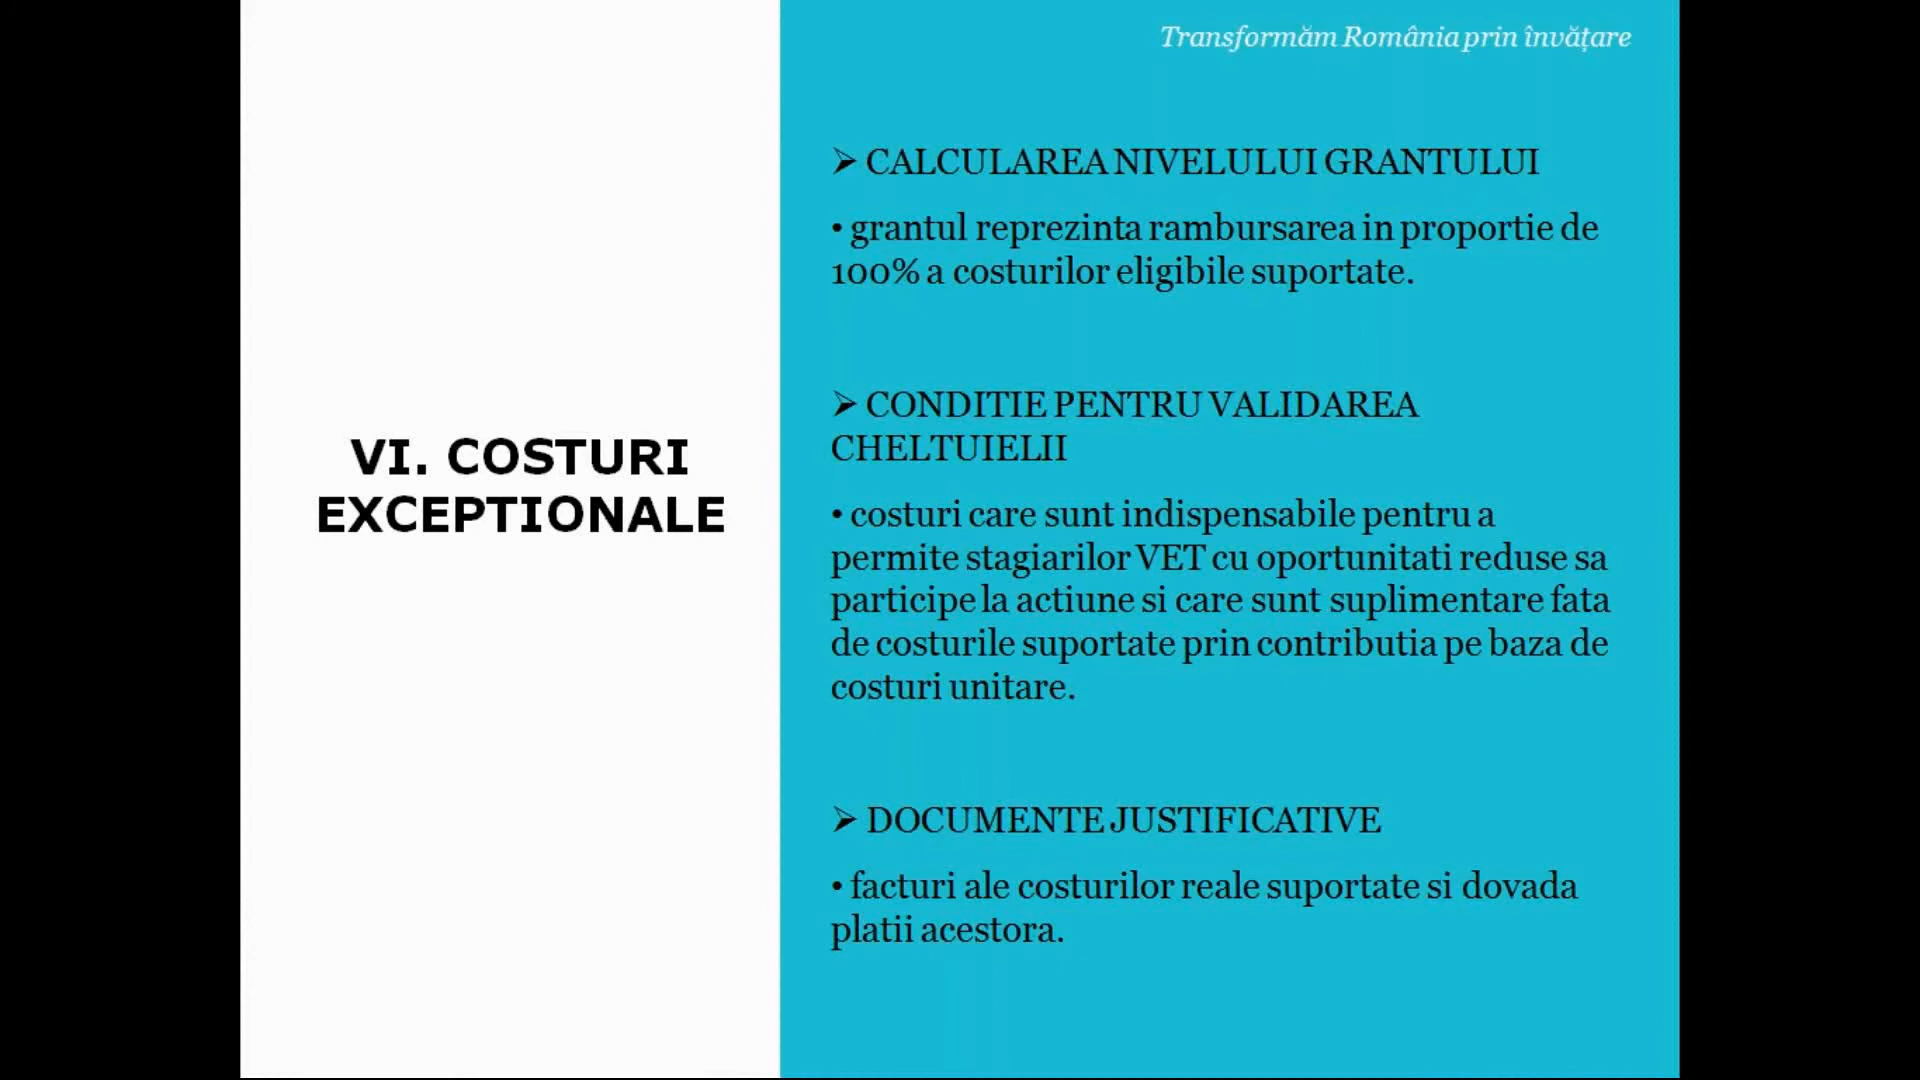 Transformăm România prin învățare
VI. COSTURI
EXCEPTIONALE
➢ CALCULAREA NIVELULUI GRANTULUI
• grantul reprezinta rambursarea in proportie de
100% a costurilor eligibile suportate.
➢ CONDITIE PENTRU VALIDAREA
CHELTUIELII
• costuri care sunt indispensabile pentru a
permite stagiarilor VET cu oportunitati reduse sa
participe la actiune si care sunt suplimentare fata
de costurile suportate prin contributia pe baza de
costuri unitare.
➢ DOCUMENTE JUSTIFICATIVE
• facturi ale costurilor reale suportate si dovada
platii acestora.